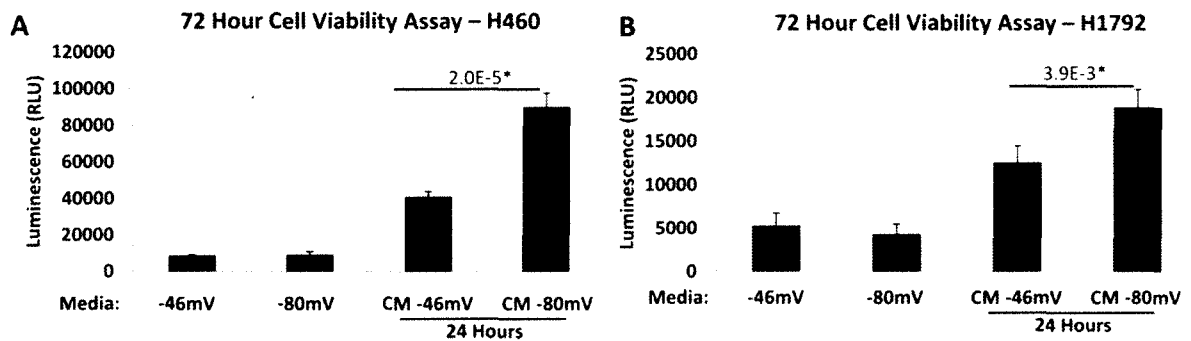 A
72 Hour Cell Viability Assay – H460
Luminescence (RLU)
120000
100000
80000
60000
40000
20000
0
2.0E-5*
Media: -46mV -80mV CM -46mV CM -80mV
24 Hours
B
72 Hour Cell Viability Assay – H1792
Luminescence (RLU)
25000
20000
15000
10000
5000
0
3.9E-3*
Media: -46mV -80mV CM -46mV CM -80mV
24 Hours